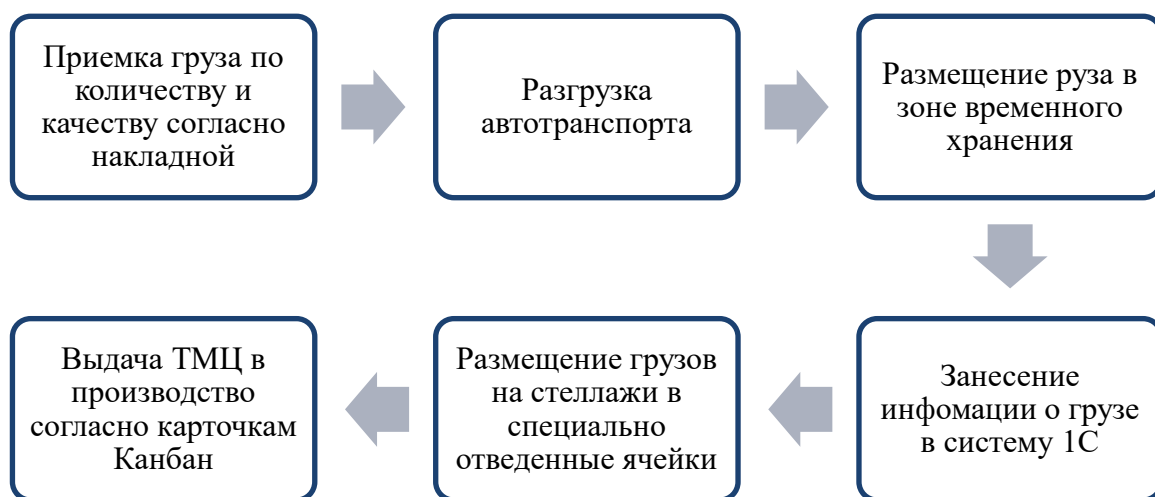 Приемка груза по
количеству и
качеству согласно
накладной
Разгрузка
автотранспорта
Размещение руза в
зоне временного
хранения
Занесение
инфомации о грузе
в систему 1С
Размещение грузов
на стеллажи в
специально
отведенные ячейки
Выдача ТМЦ в
производство
согласно карточкам
Канбан